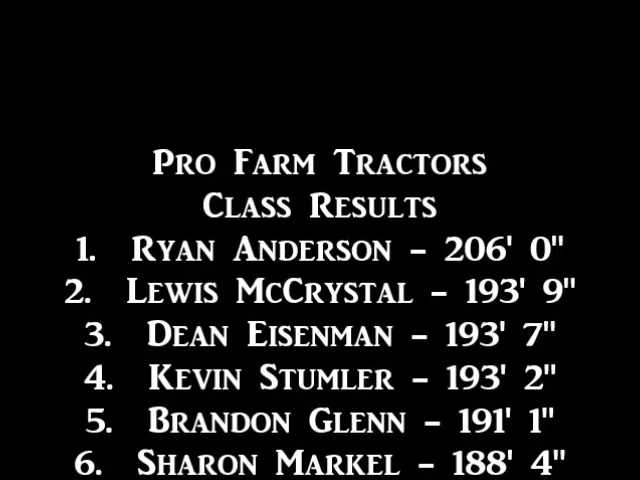 Pro Farm Tractors
Class Results
1. Ryan Anderson - 206' 0"
2. Lewis McCrystal - 193' 9"
3. Dean Eisenman - 193' 7"
4. Kevin Stumler - 193' 2"
5. Brandon Glenn - 191' 1"
6. Sharon Markel - 188' 4"